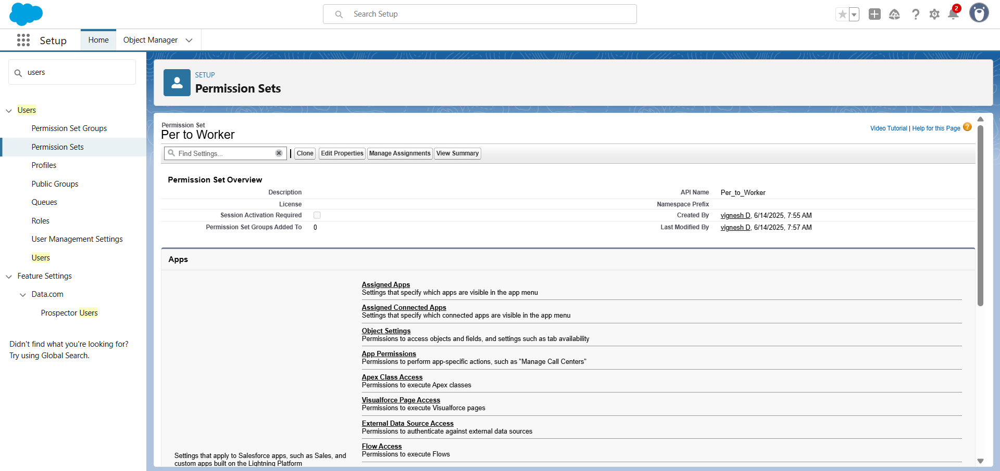 Search Setup
2
Setup
Home
Object Manager
users
Users
Permission Set Groups
Permission Sets
Profiles
Public Groups
Queues
Roles
User Management Settings
Users
Feature Settings
Data.com
Prospector Users
Didn't find what you're looking for?
Try using Global Search.
SETUP
Permission Sets
Permission Set
Per to Worker
Video Tutorial | Help for this Page ?
Find Settings...
Clone
Edit Properties
Manage Assignments
View Summary
Permission Set Overview
Description
API Name Per_to_Worker
License
Namespace Prefix
Session Activation Required
Created By vignesh D, 6/14/2025, 7:55 AM
Permission Set Groups Added To 0
Last Modified By vignesh D, 6/14/2025, 7:57 AM
Apps
Settings that apply to Salesforce apps, such as Sales, and
custom apps built on the Lightning Platform
Assigned Apps
Settings that specify which apps are visible in the app menu
Assigned Connected Apps
Settings that specify which connected apps are visible in the app menu
Object Settings
Permissions to access objects and fields, and settings such as tab availability
App Permissions
Permissions to perform app-specific actions, such as "Manage Call Centers"
Apex Class Access
Permissions to execute Apex classes
Visualforce Page Access
Permissions to execute Visualforce pages
External Data Source Access
Permissions to authenticate against external data sources
Flow Access
Permissions to execute Flows